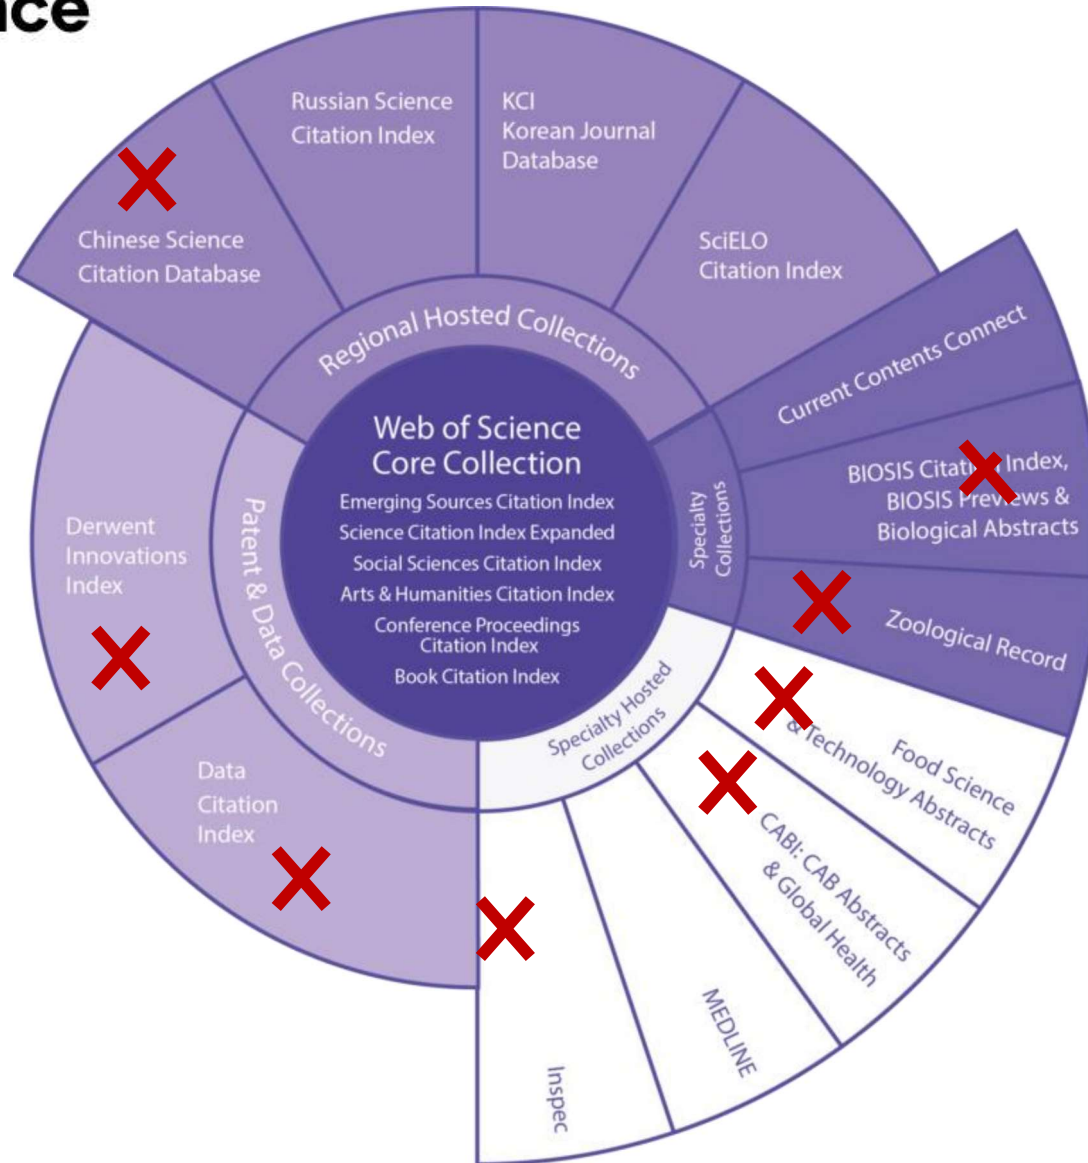 Russian Science
Citation Index
KCI
Korean Journal
Database
Chinese Science
Citation Database
SciELO
Citation Index
Regional Hosted Collections
Current Contents Connect
BIOSIS Citation Index,
BIOSIS Previews &
Biological Abstracts
Specialty
Collections
Zoological Record
Web of Science
Core Collection
Emerging Sources Citation Index
Science Citation Index Expanded
Social Sciences Citation Index
Arts & Humanities Citation Index
Conference Proceedings
Citation Index
Book Citation Index
Patent & Data Collections
Derwent
Innovations
Index
Data
Citation
Index
Specialty Hosted
Collections
Food Science
& Technology Abstracts
CABI: CAB Abstracts
& Global Health
MEDLINE
Inspec